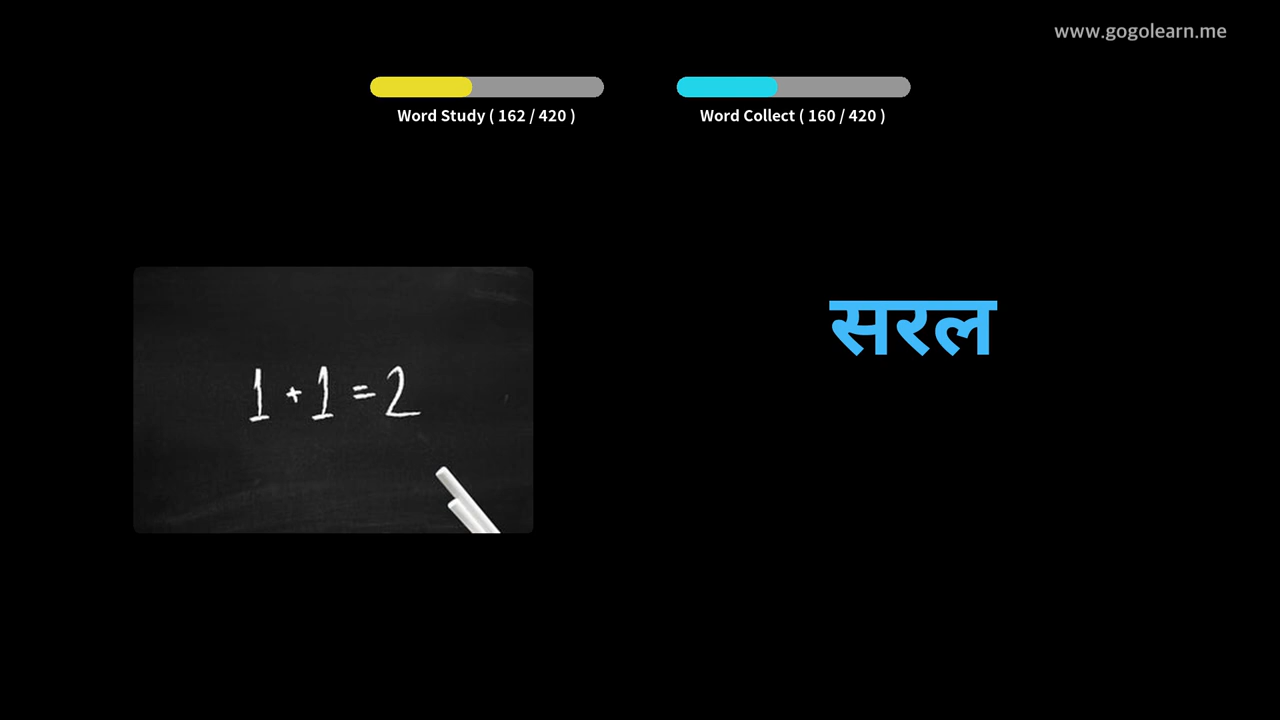 www.gogolearn.me
Word Study ( 162 / 420 )
Word Collect ( 160 / 420 )
सरल
1 + 1 = 2